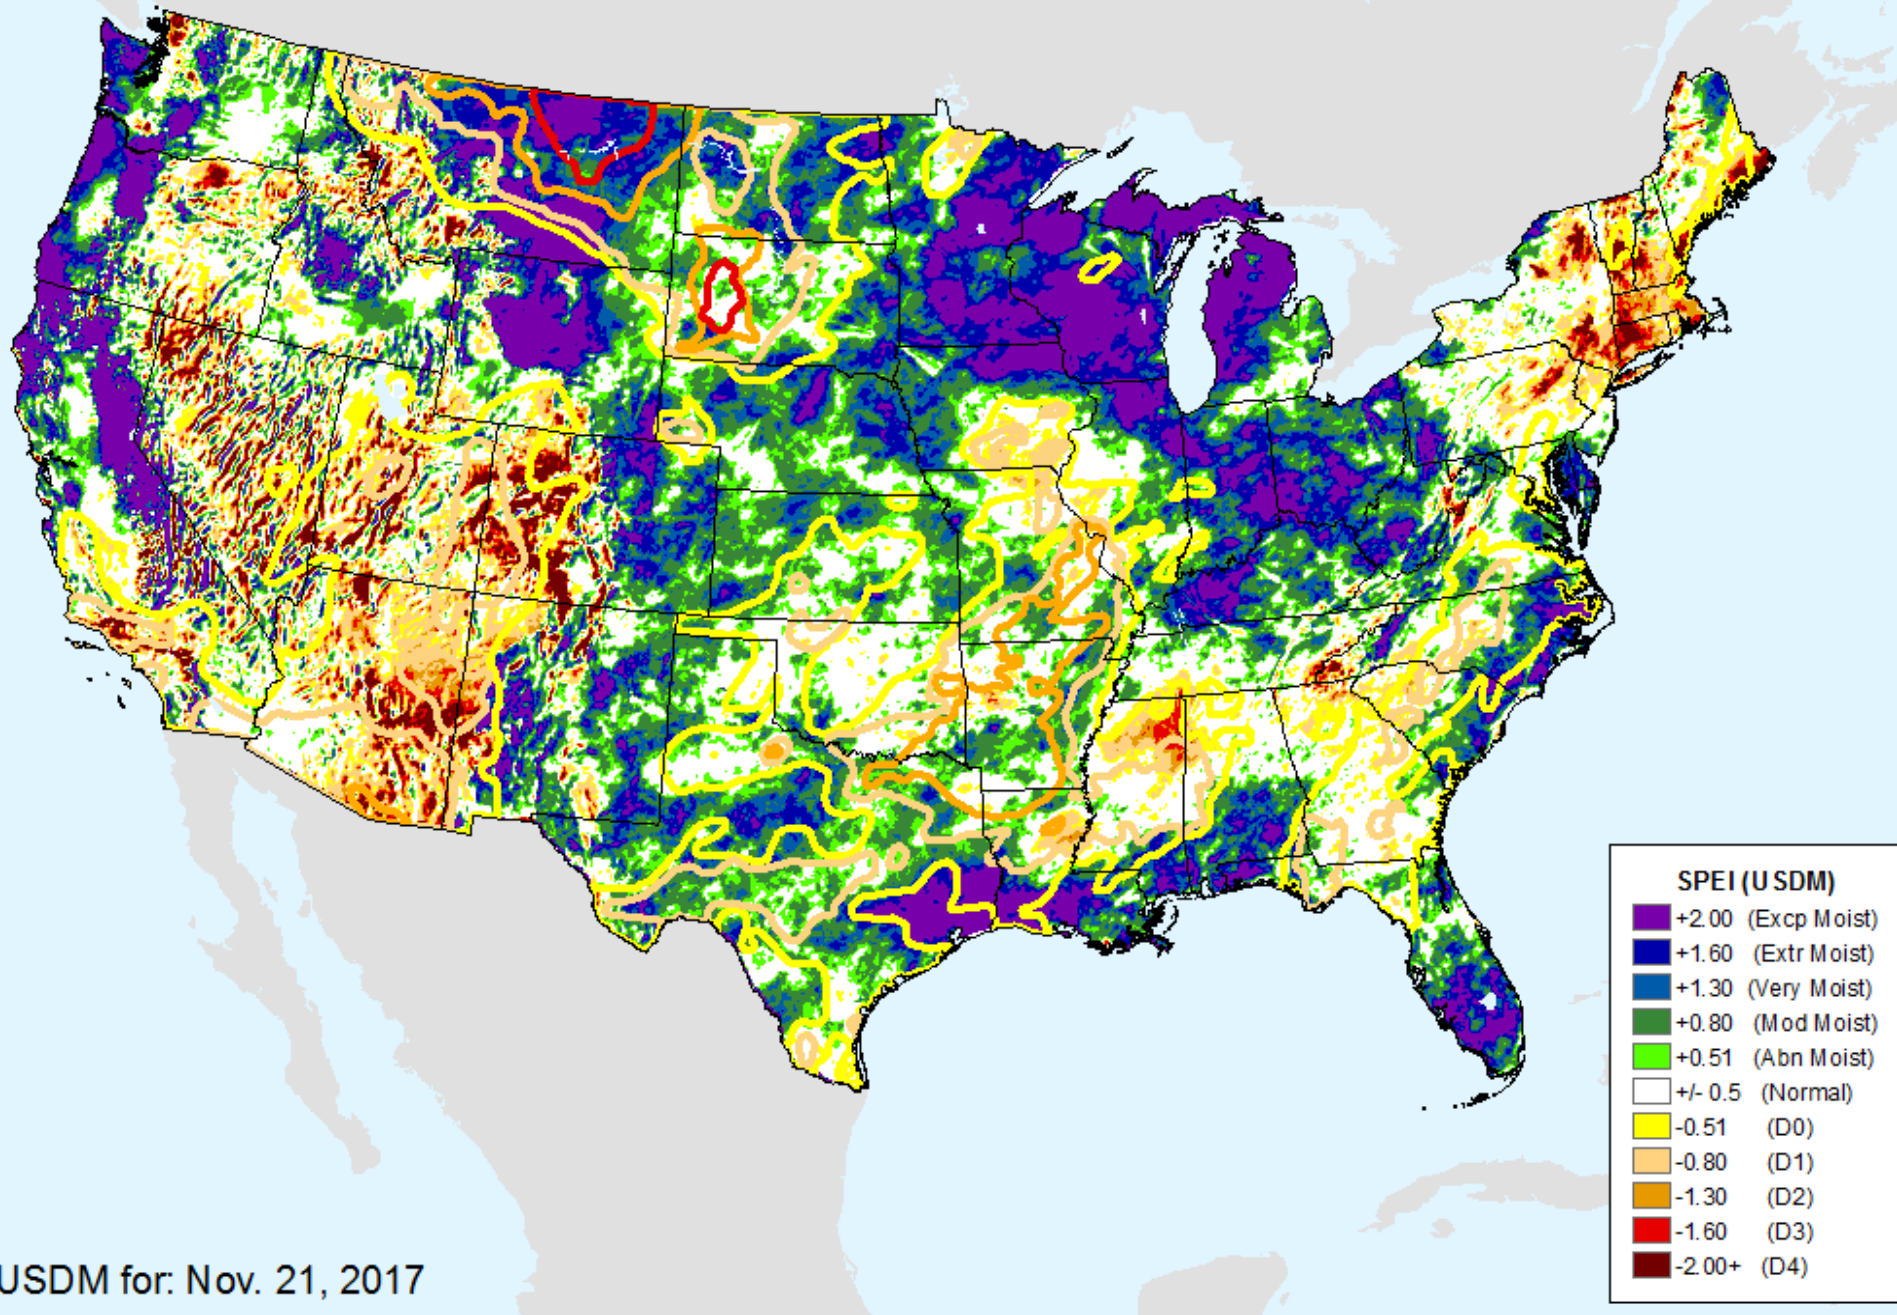 SPEI (USDM)
+2.00 (Excp Moist)
+1.60 (Extr Moist)
+1.30 (Very Moist)
+0.80 (Mod Moist)
+0.51 (Abn Moist)
+/- 0.5 (Normal)
-0.51 (D0)
-0.80 (D1)
-1.30 (D2)
-1.60 (D3)
-2.00+ (D4)
USDM for: Nov. 21, 2017